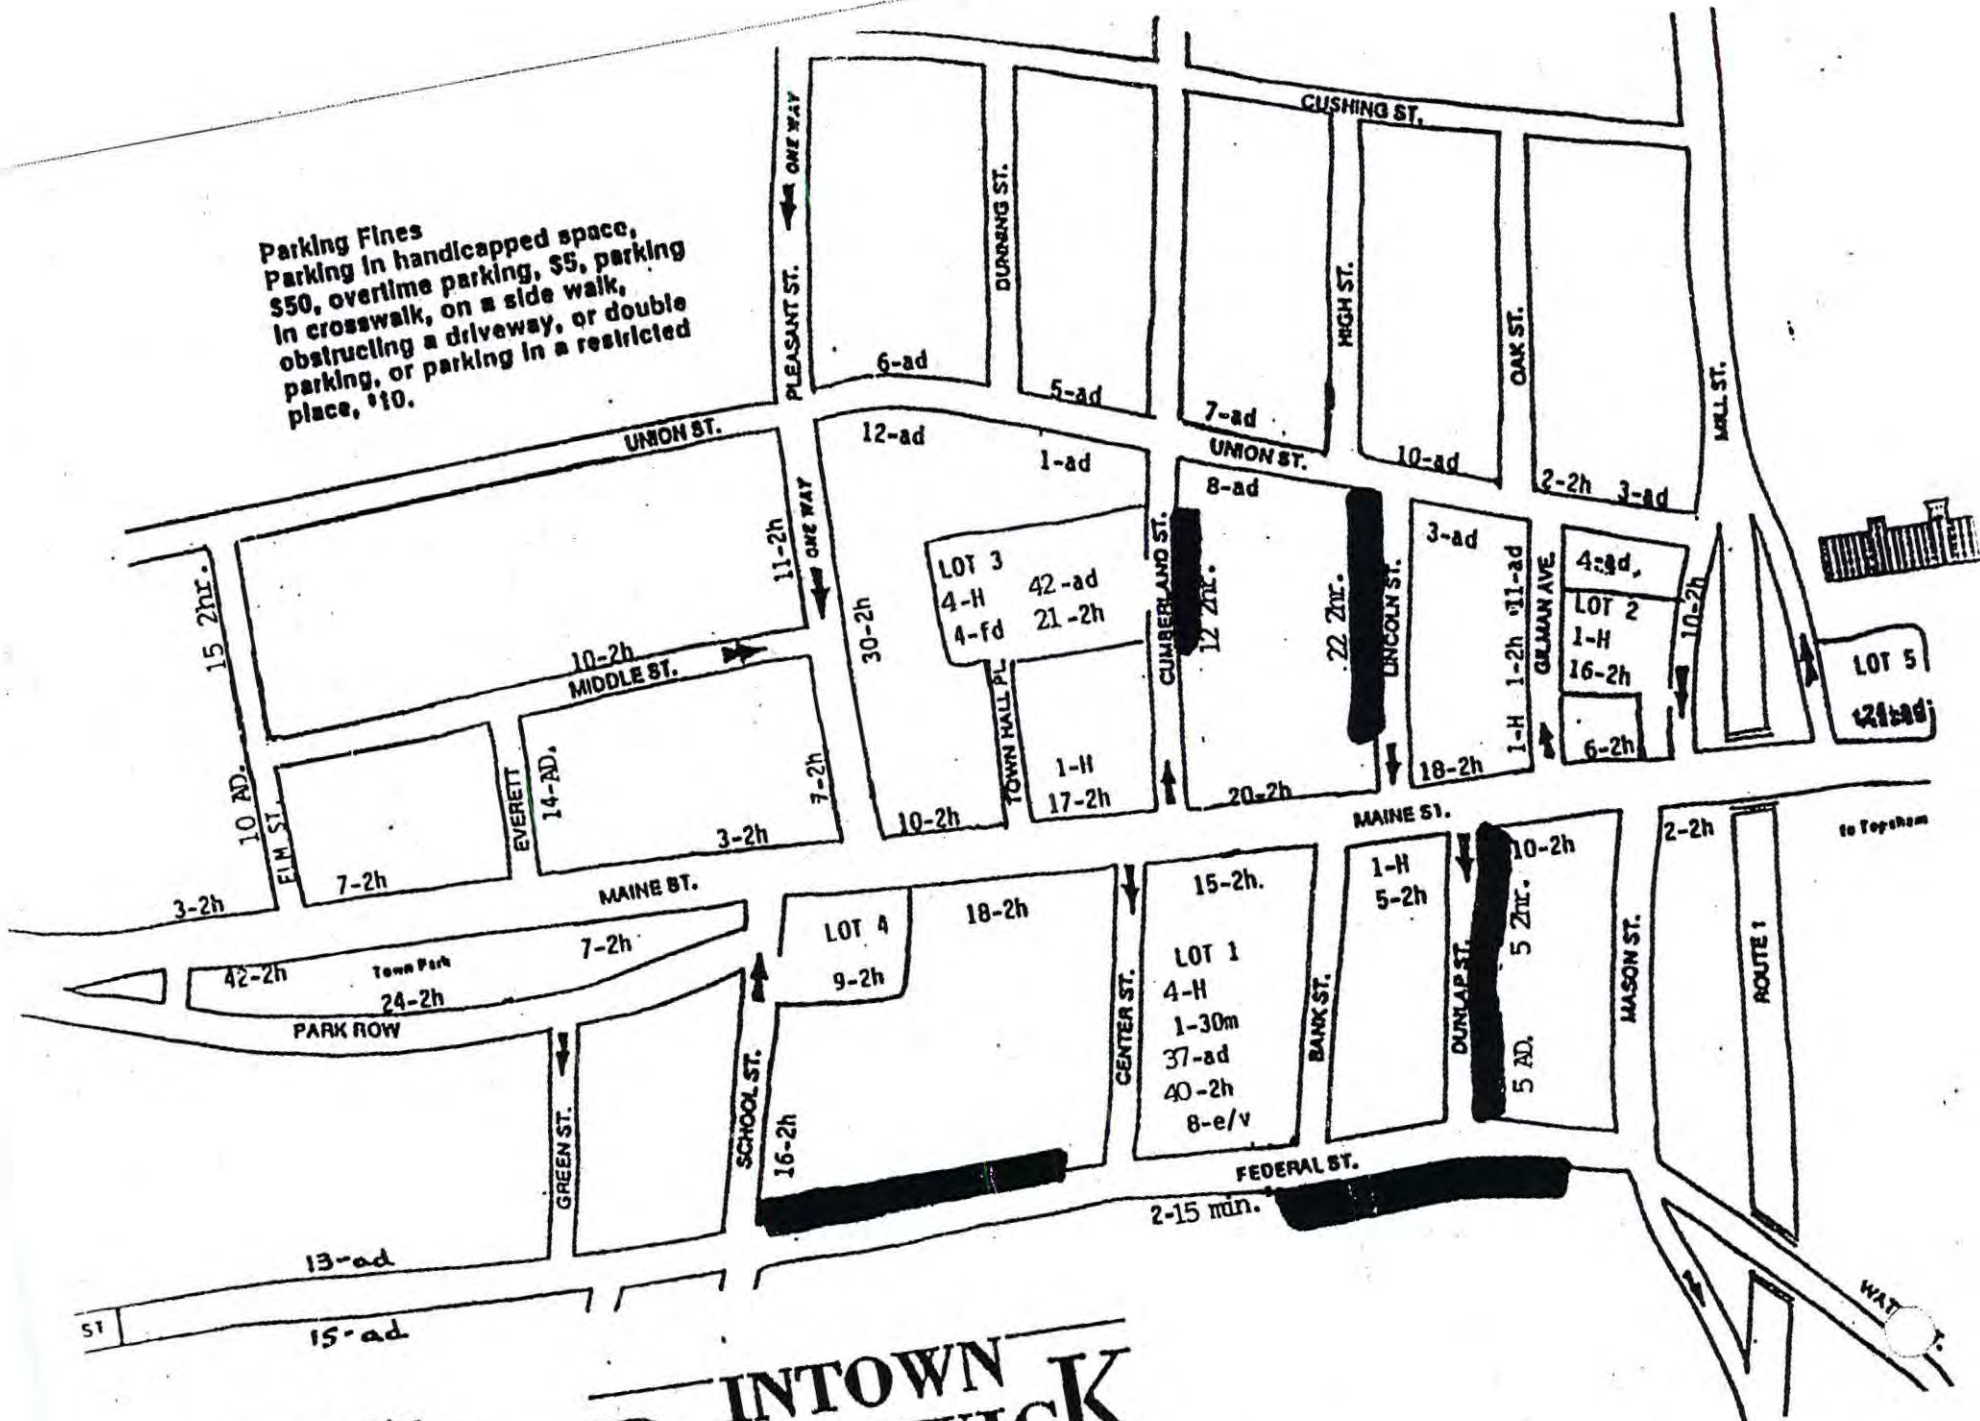 CUSHING ST.
ONE WAY
DUNNING ST.
Parking Fines
Parking in handicapped space,
$50, overtime parking, $5, parking
in crosswalk, on a side walk,
obstructing a driveway, or double
parking, or parking in a restricted
place, $10.
PLEASANT ST.
HIGH ST.
OAK ST.
MILL ST.
6-ad
5-ad
7-ad
UNION ST.
12-ad
1-ad
UNION ST.
10-ad
8-ad
2-2h
3-ad
11-2h
ONE WAY
3-ad
15 2hr.
30-2h
LOT 3
4-H
42-ad
4-fd
21-2h
CUMBERLAND ST.
12 2hr.
22 2hr.
LINCOLN ST.
1-H 1-2h 11-ad
GILMAN AVE.
4-ad.
LOT 2
1-H
16-2h
10-2h
LOT 5
10-2h
MIDDLE ST.
TOWN HALL PL.
6-2h
10 AD.
ELM ST.
EVERETT
14-AD.
7-2h
1-H
17-2h
20-2h
18-2h
3-2h
10-2h
MAINE ST.
to Topsham
3-2h
7-2h
MAINE ST.
18-2h
15-2h.
1-H
5-2h
10-2h
2-2h
LOT 4
9-2h
42-2h
Town Park
7-2h
24-2h
PARK ROW
GREEN ST.
SCHOOL ST.
16-2h
CENTER ST.
LOT 1
4-H
1-30m
37-ad
40-2h
8-e/v
BANK ST.
DUNLAP ST.
5 2hr.
5 AD.
MASON ST.
ROUTE 1
FEDERAL ST.
2-15 min.
13-ad
ST
15-ad
INTOWN